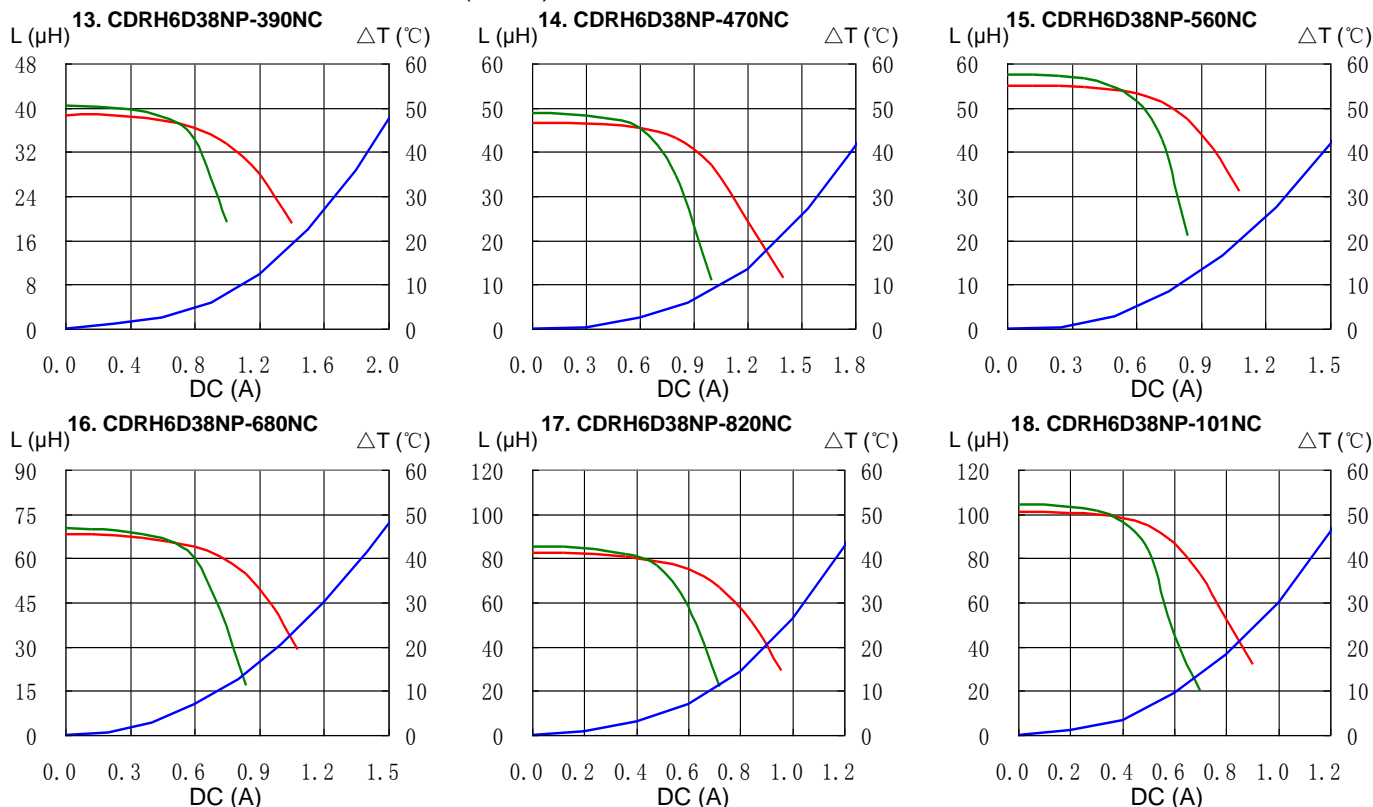 13. CDRH6D38NP-390NC
L (μH)
△T (℃)
48
40
32
24
16
8
0
60
50
40
30
20
10
0
0.0 0.4 0.8 1.2 1.6 2.0
DC (A)
14. CDRH6D38NP-470NC
L (μH)
△T (℃)
60
50
40
30
20
10
0
60
50
40
30
20
10
0
0.0 0.3 0.6 0.9 1.2 1.5 1.8
DC (A)
15. CDRH6D38NP-560NC
L (μH)
△T (℃)
60
50
40
30
20
10
0
60
50
40
30
20
10
0
0.0 0.3 0.6 0.9 1.2 1.5
DC (A)
16. CDRH6D38NP-680NC
L (μH)
△T (℃)
90
75
60
45
30
15
0
60
50
40
30
20
10
0
0.0 0.3 0.6 0.9 1.2 1.5
DC (A)
17. CDRH6D38NP-820NC
L (μH)
△T (℃)
120
100
80
60
40
20
0
60
50
40
30
20
10
0
0.0 0.2 0.4 0.6 0.8 1.0 1.2
DC (A)
18. CDRH6D38NP-101NC
L (μH)
△T (℃)
120
100
80
60
40
20
0
60
50
40
30
20
10
0
0.0 0.2 0.4 0.6 0.8 1.0 1.2
DC (A)